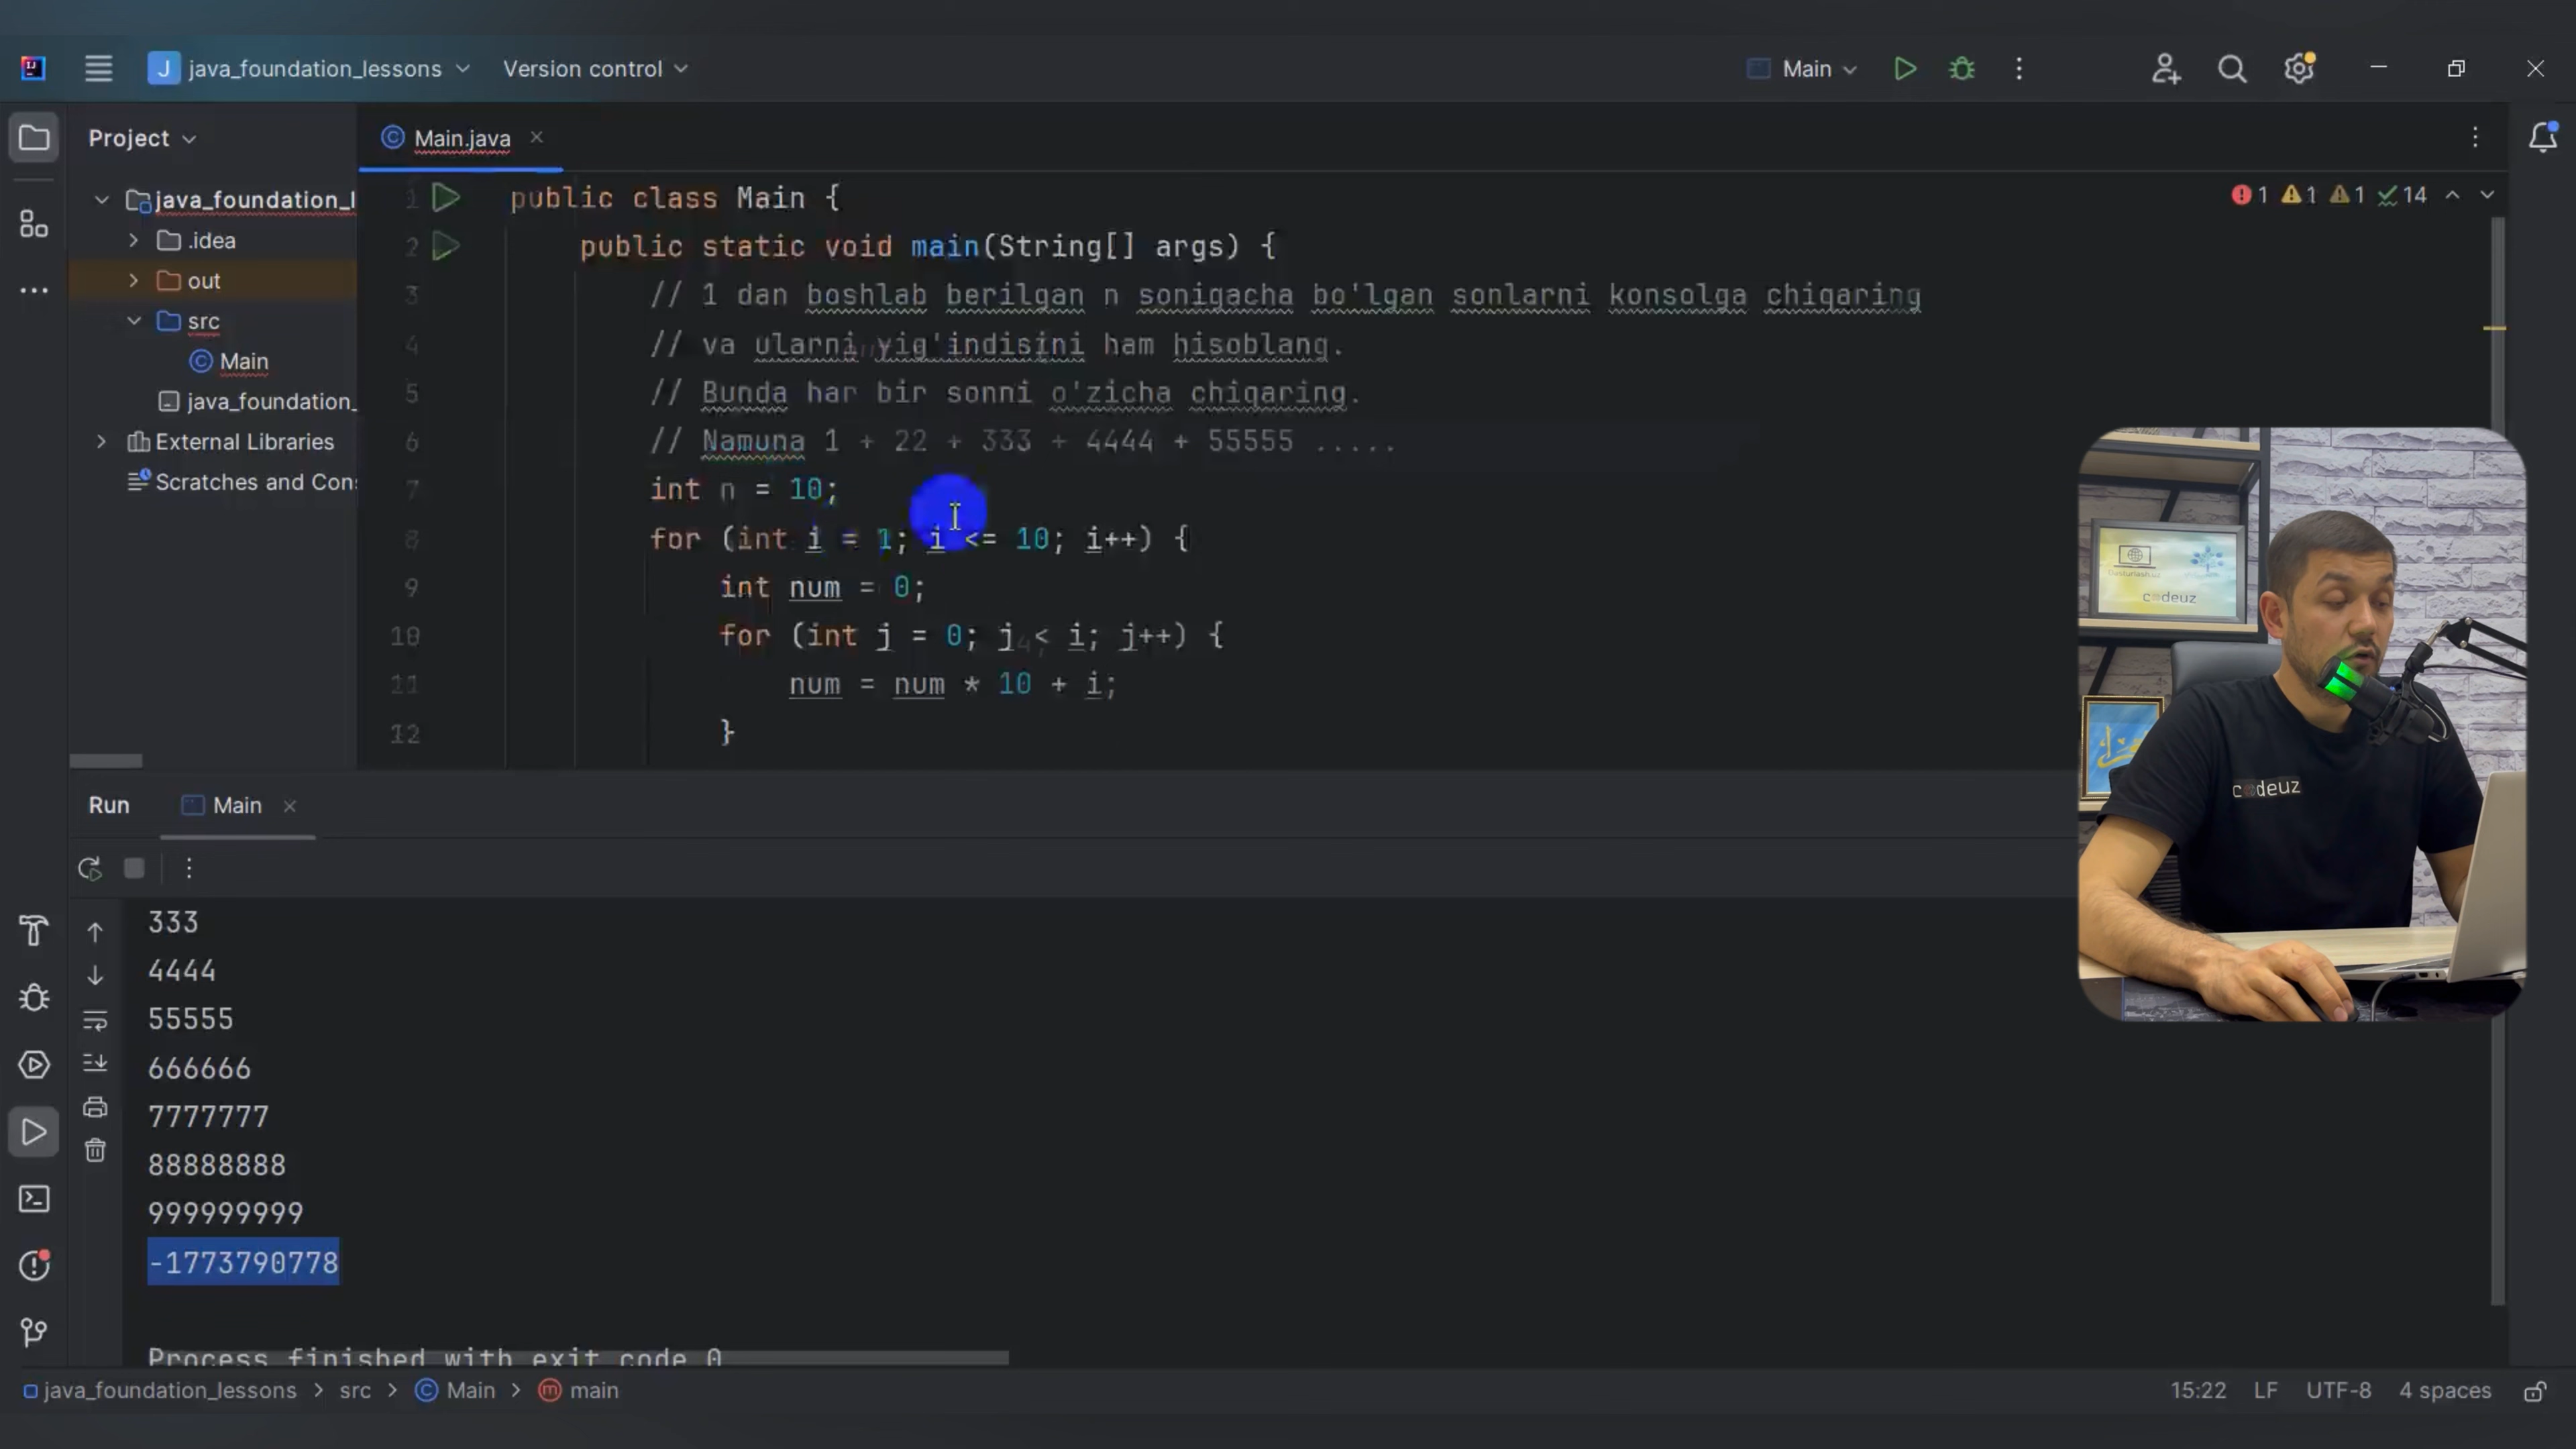 java_foundation_lessons
Version control
Main
Project
Main.java
java_foundation_l
.idea
out
src
Main
java_foundation_
External Libraries
Scratches and Con
1 public class Main {
2 public static void main(String[] args) {
3 // 1 dan boshlab berilgan n sonigacha bo'lgan sonlarni konsolga chiqaring
4 // va ularni yig'indisini ham hisoblang.
5 // Bunda har bir sonni o'zicha chiqaring.
6 // Namuna 1 + 22 + 333 + 4444 + 55555 .....
7 int n = 10;
8 for (int i = 1; i <= 10; i++) {
9 int num = 0;
10 for (int j = 0; j < i; j++) {
11 num = num * 10 + i;
12 }
1 1 1 14
codeuz
codeuz
Run
Main
333
4444
55555
666666
7777777
88888888
999999999
-1773790778
Process finished with exit code 0
java_foundation_lessons > src > Main > main
15:22 LF UTF-8 4 spaces